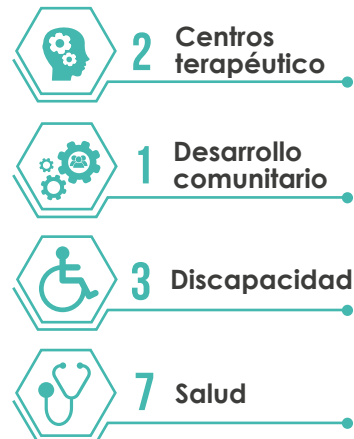 2 Centros
terapéutico
1 Desarrollo
comunitario
3 Discapacidad
7 Salud